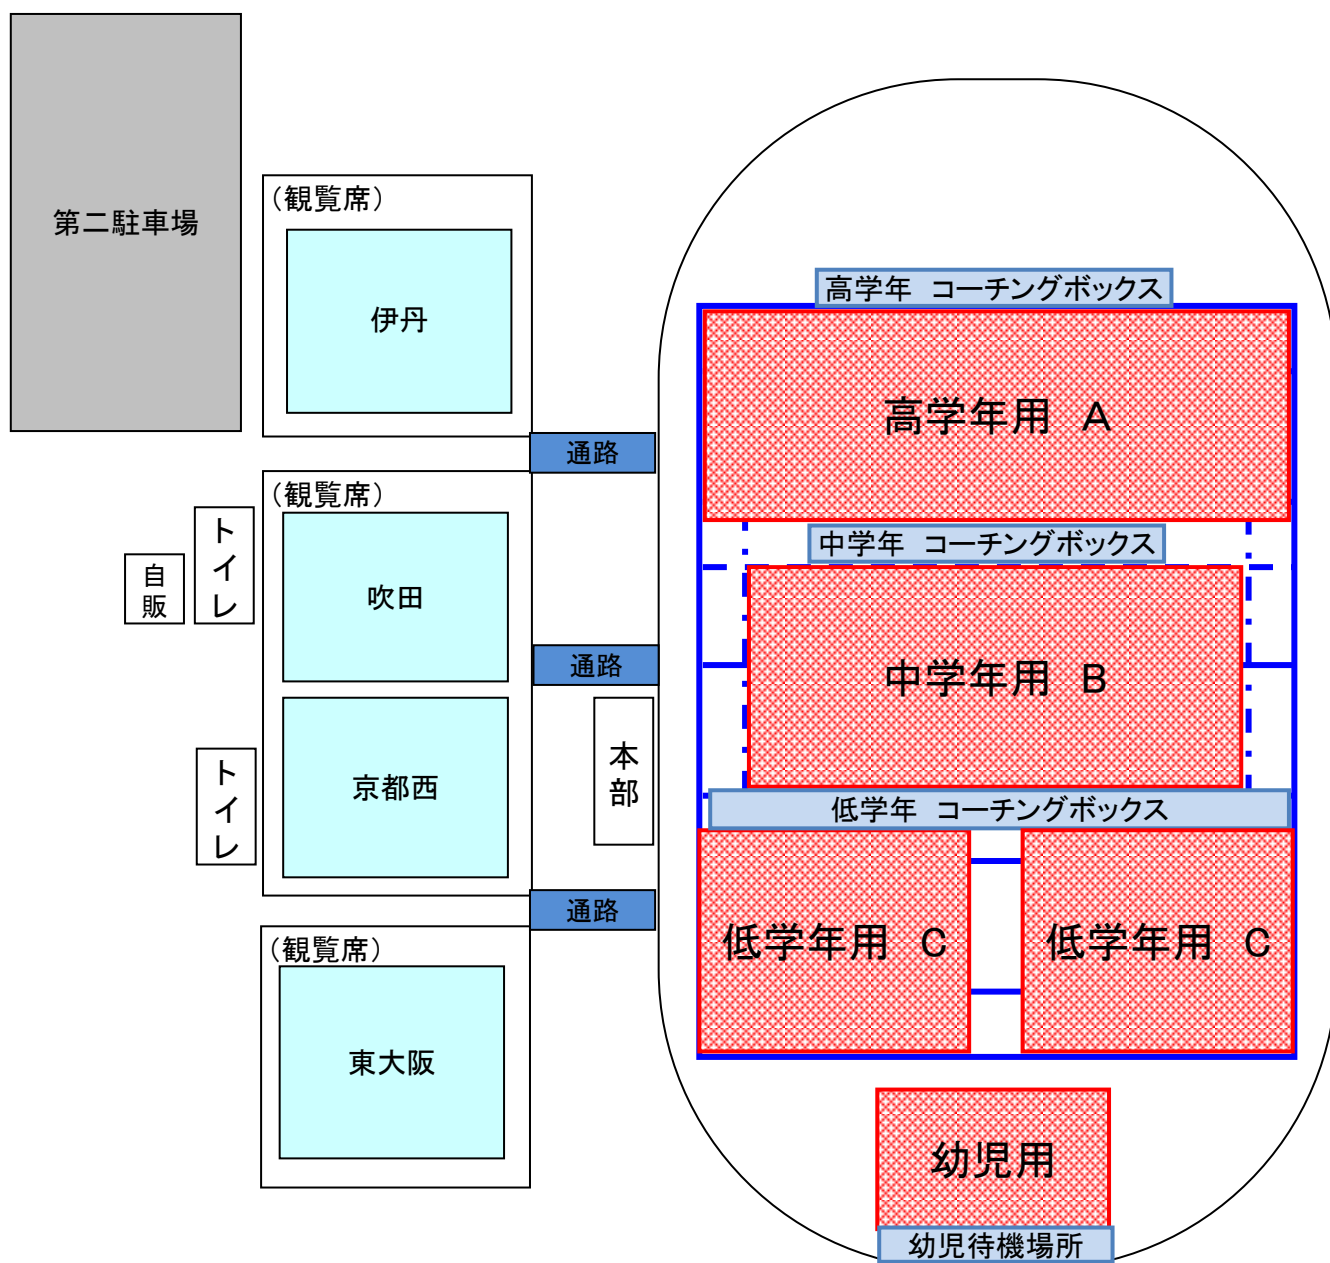 第二駐車場
（観覧席）
伊丹
通路
（観覧席）
吹田
京都西
トイレ
自販
トイレ
通路
本部
通路
（観覧席）
東大阪
高学年　コーチングボックス
高学年用　A
中学年　コーチングボックス
中学年用　B
低学年　コーチングボックス
低学年用　C
低学年用　C
幼児用
幼児待機場所